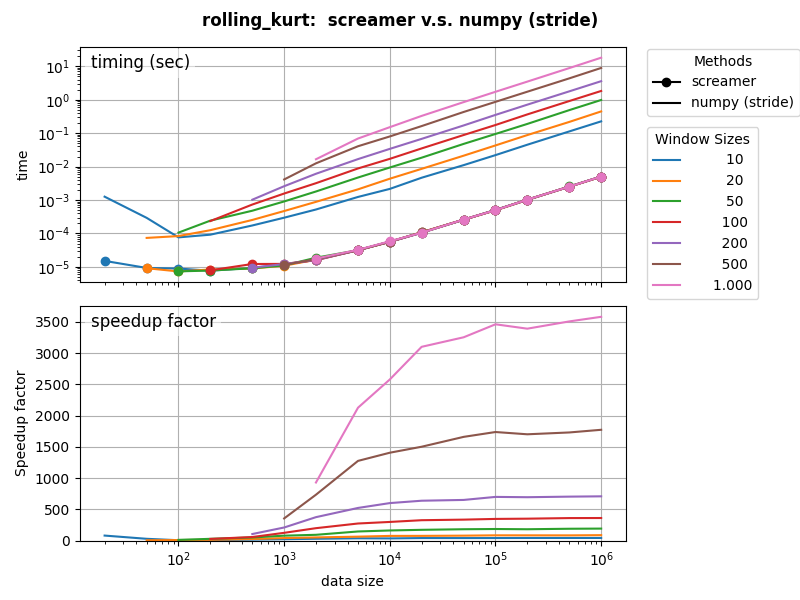 rolling_kurt:  screamer v.s. numpy (stride)
timing (sec)
time
10¹
10⁰
10⁻¹
10⁻²
10⁻³
10⁻⁴
10⁻⁵
Methods
screamer
numpy (stride)
Window Sizes
10
20
50
100
200
500
1.000
speedup factor
Speedup factor
3500
3000
2500
2000
1500
1000
500
0
10² 10³ 10⁴ 10⁵ 10⁶
data size